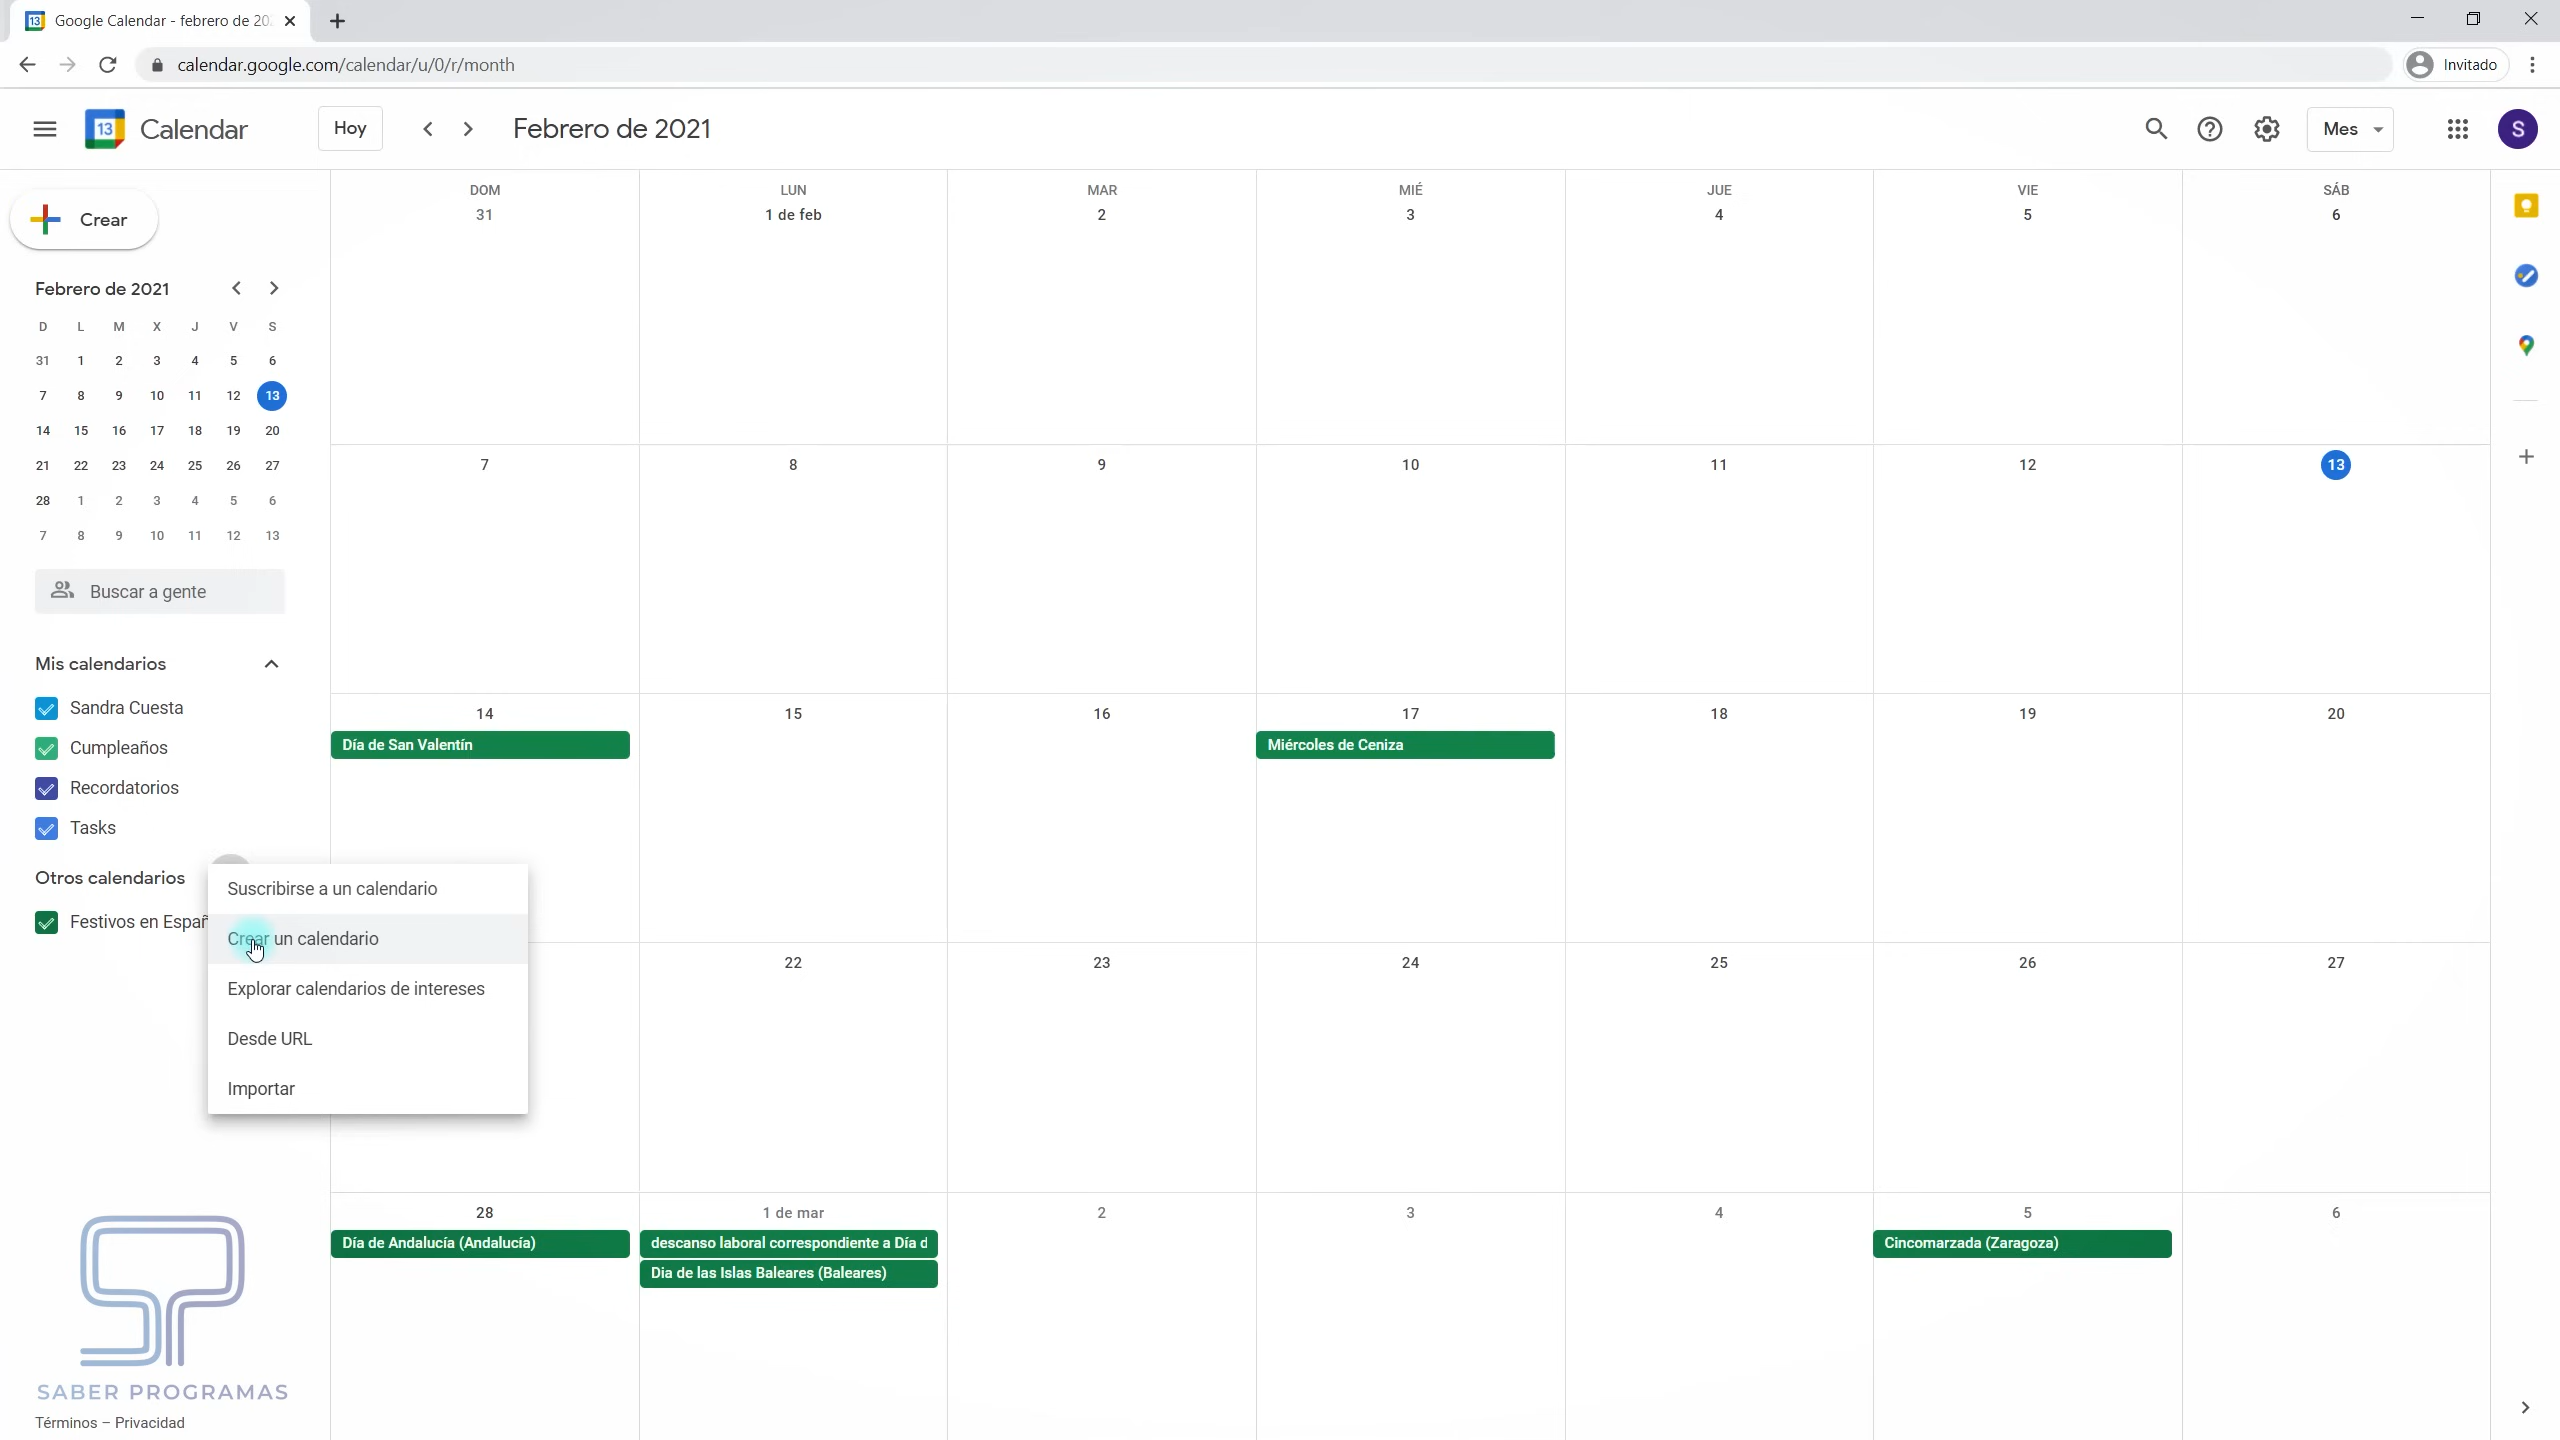 Google Calendar - febrero de 202
calendar.google.com/calendar/u/0/r/month
Invitado
13
Calendar
Hoy
Febrero de 2021
Mes
S
Crear
Febrero de 2021
D L M X J V S
31 1 2 3 4 5 6
7 8 9 10 11 12 13
14 15 16 17 18 19 20
21 22 23 24 25 26 27
28 1 2 3 4 5 6
7 8 9 10 11 12 13
Buscar a gente
Mis calendarios
Sandra Cuesta
Cumpleaños
Recordatorios
Tasks
Otros calendarios
Festivos en Españ
Suscribirse a un calendario
Crear un calendario
Explorar calendarios de intereses
Desde URL
Importar
DOM LUN MAR MIÉ JUE VIE SÁB
31 1 de feb 2 3 4 5 6
7 8 9 10 11 12 13
14 15 16 17 18 19 20
Día de San Valentín
Miércoles de Ceniza
22 23 24 25 26 27
28 1 de mar 2 3 4 5 6
Día de Andalucía (Andalucía)
descanso laboral correspondiente a Día d
Dia de las Islas Baleares (Baleares)
Cincomarzada (Zaragoza)
SABER PROGRAMAS
Términos – Privacidad